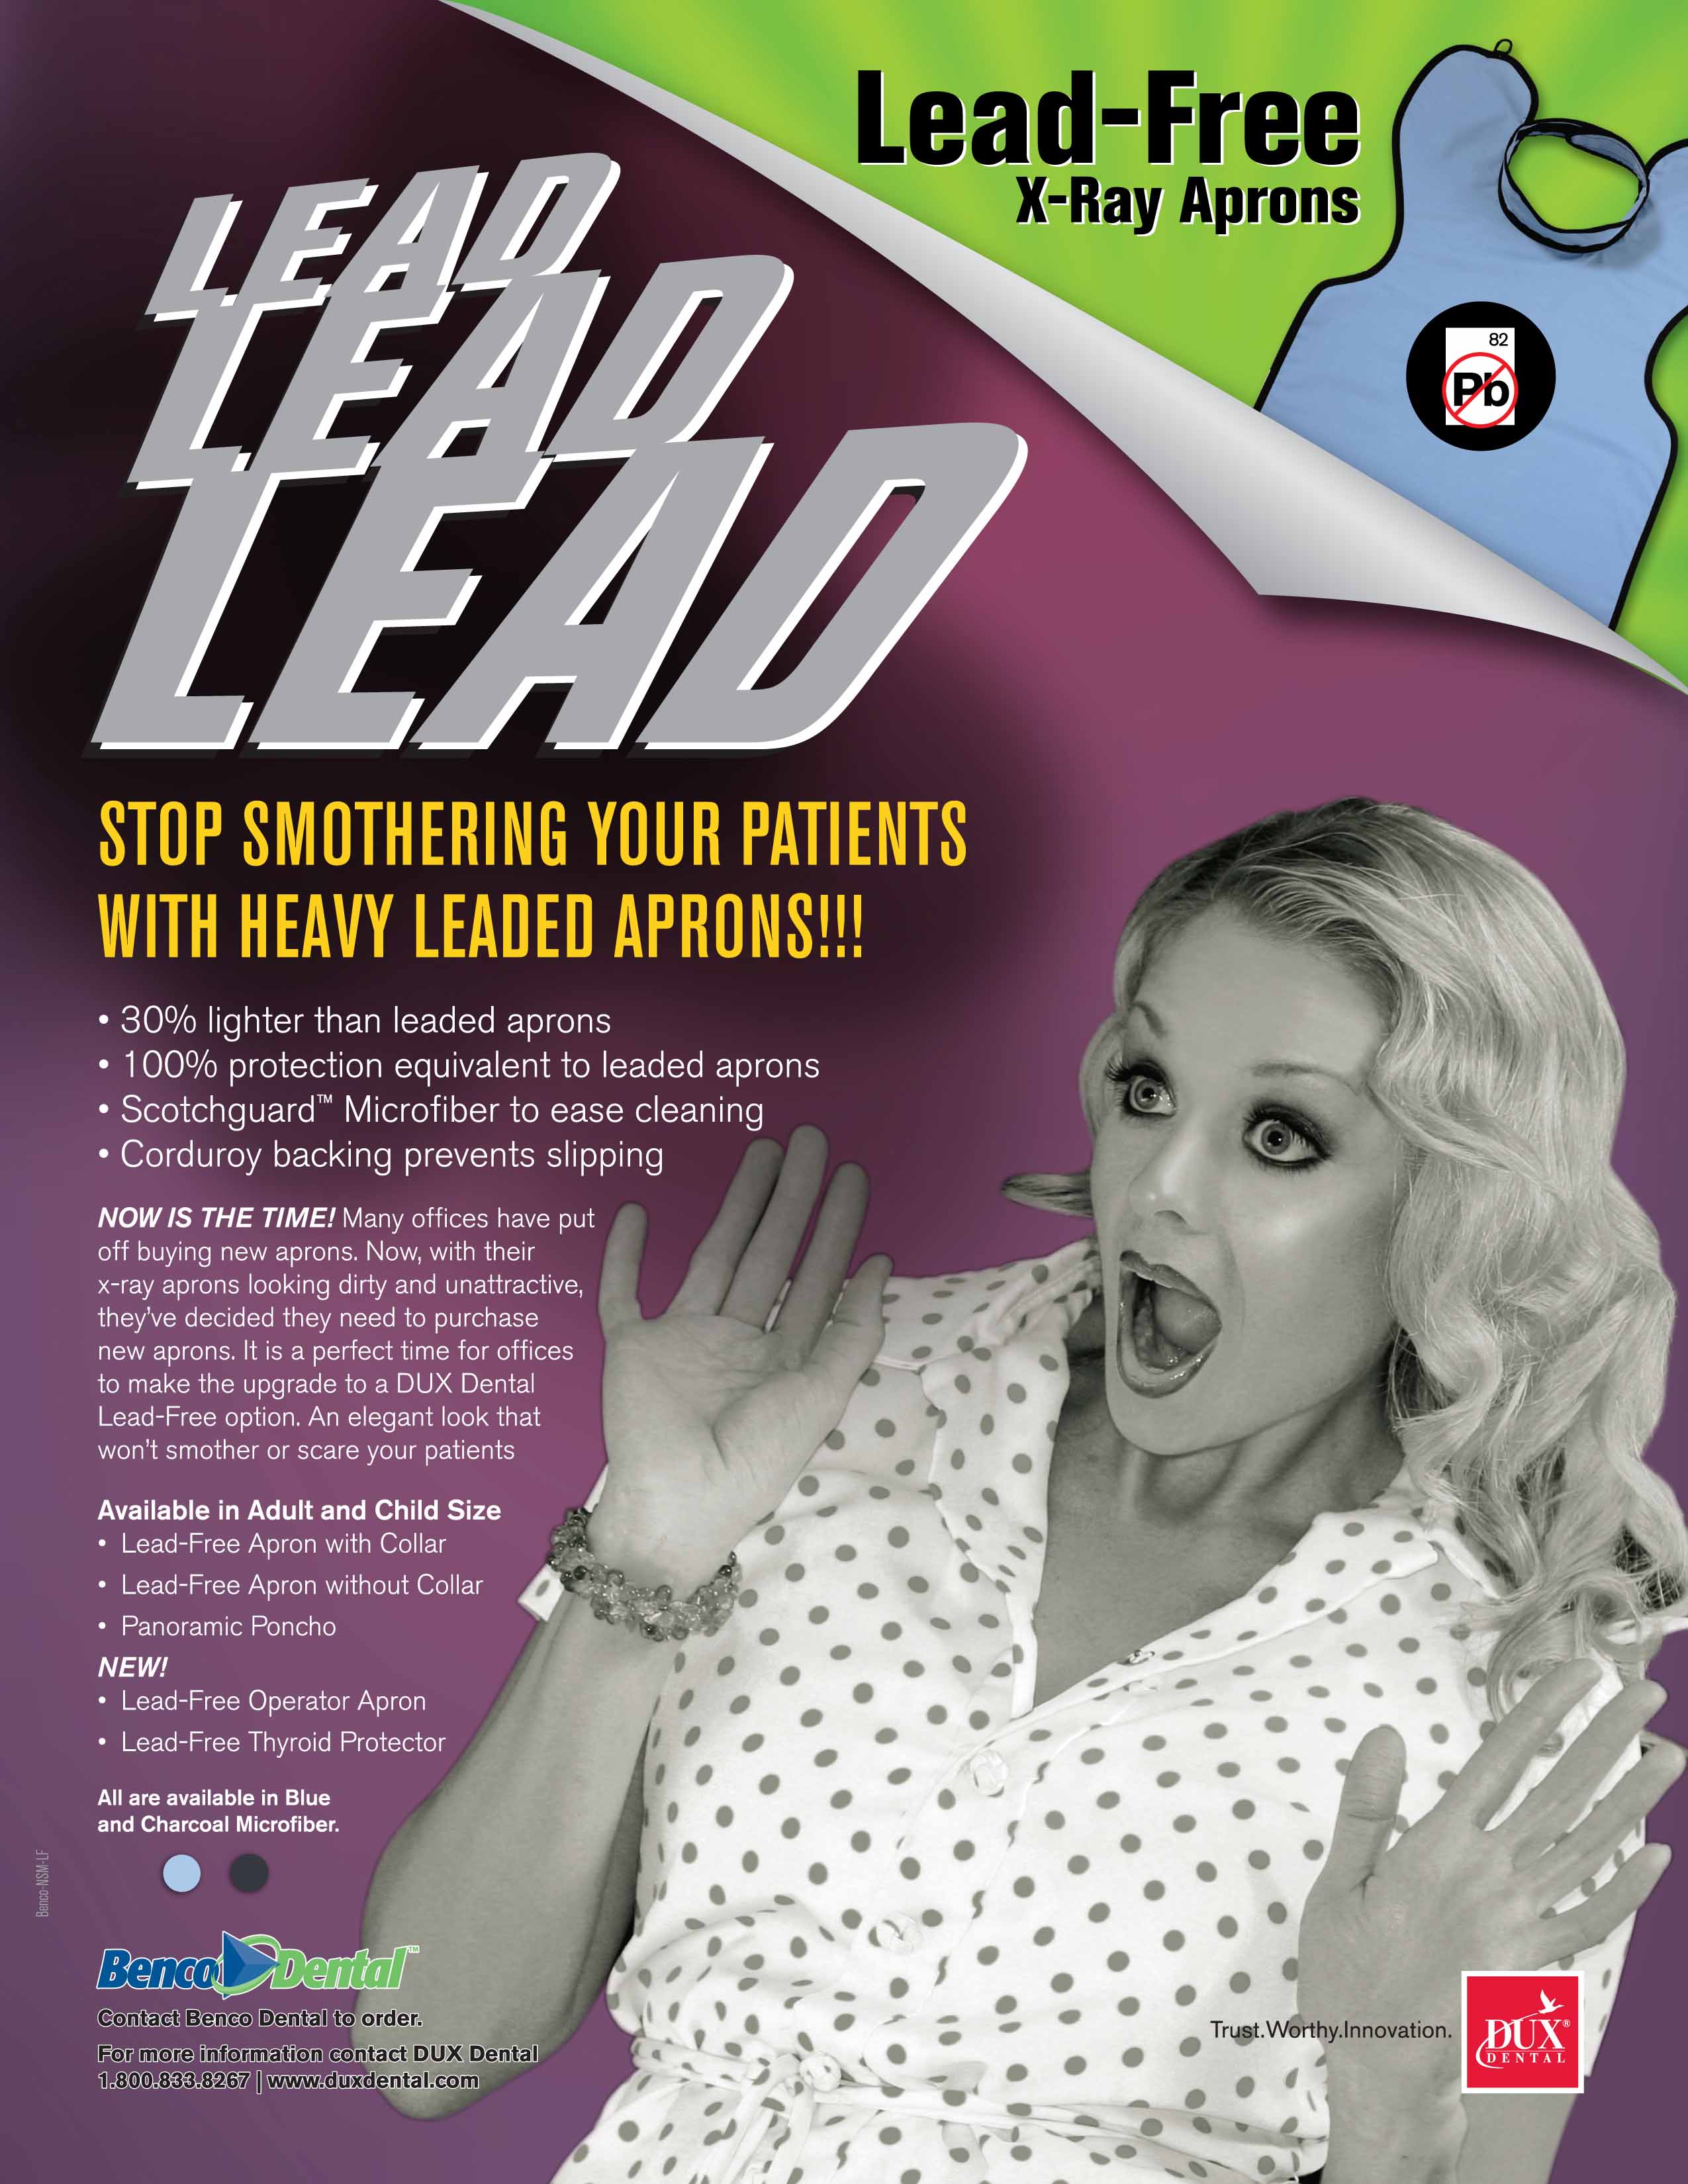 Lead-Free
X-Ray Aprons
82
Pb
LEAD
LEAD
LEAD
STOP SMOTHERING YOUR PATIENTS
WITH HEAVY LEADED APRONS!!!
• 30% lighter than leaded aprons
• 100% protection equivalent to leaded aprons
• Scotchguard™ Microfiber to ease cleaning
• Corduroy backing prevents slipping
NOW IS THE TIME! Many offices have put
off buying new aprons. Now, with their
x-ray aprons looking dirty and unattractive,
they've decided they need to purchase
new aprons. It is a perfect time for offices
to make the upgrade to a DUX Dental
Lead-Free option. An elegant look that
won't smother or scare your patients
Available in Adult and Child Size
• Lead-Free Apron with Collar
• Lead-Free Apron without Collar
• Panoramic Poncho
NEW!
• Lead-Free Operator Apron
• Lead-Free Thyroid Protector
All are available in Blue
and Charcoal Microfiber.
Benco-NSM-LF
Benco Dental™
Contact Benco Dental to order.
For more information contact DUX Dental
1.800.833.8267 | www.duxdental.com
Trust.Worthy.Innovation.
DUX®
DENTAL